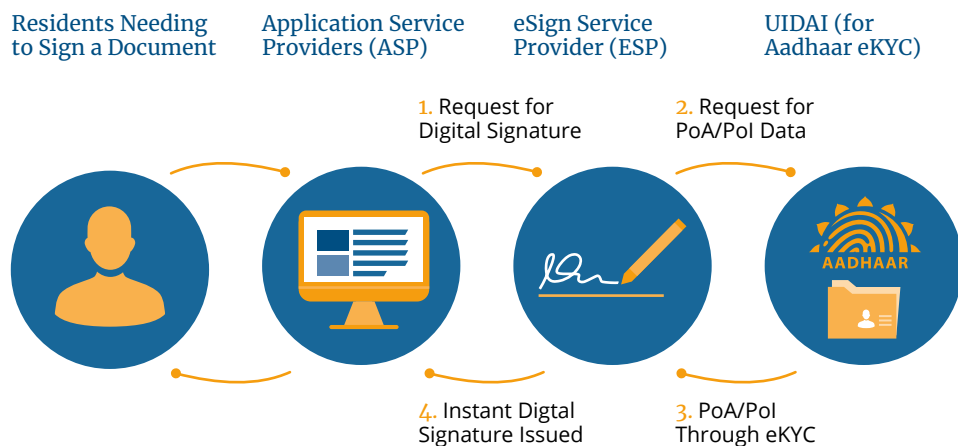 Residents Needing
to Sign a Document
Application Service
Providers (ASP)
eSign Service
Provider (ESP)
UIDAI (for
Aadhaar eKYC)
1. Request for
Digital Signature
2. Request for
PoA/PoI Data
AADHAAR
4. Instant Digtal
Signature Issued
3. PoA/PoI
Through eKYC